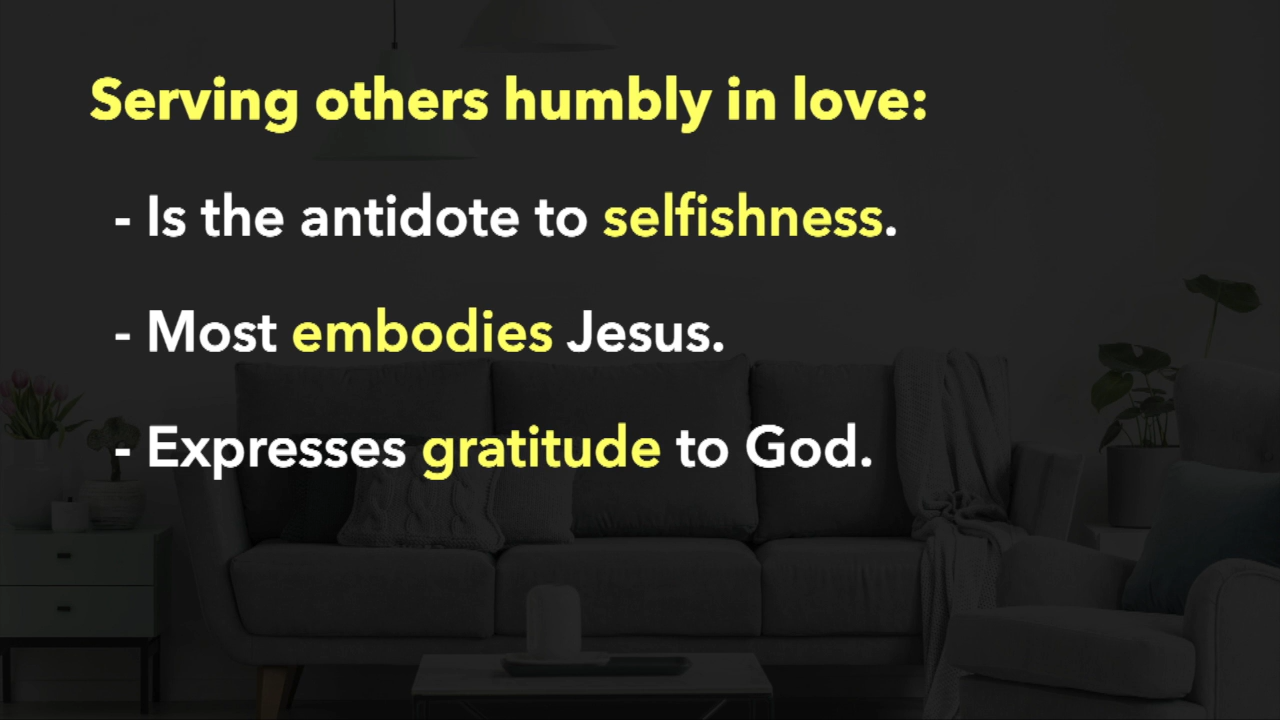 Serving others humbly in love:
- Is the antidote to selfishness.
- Most embodies Jesus.
- Expresses gratitude to God.